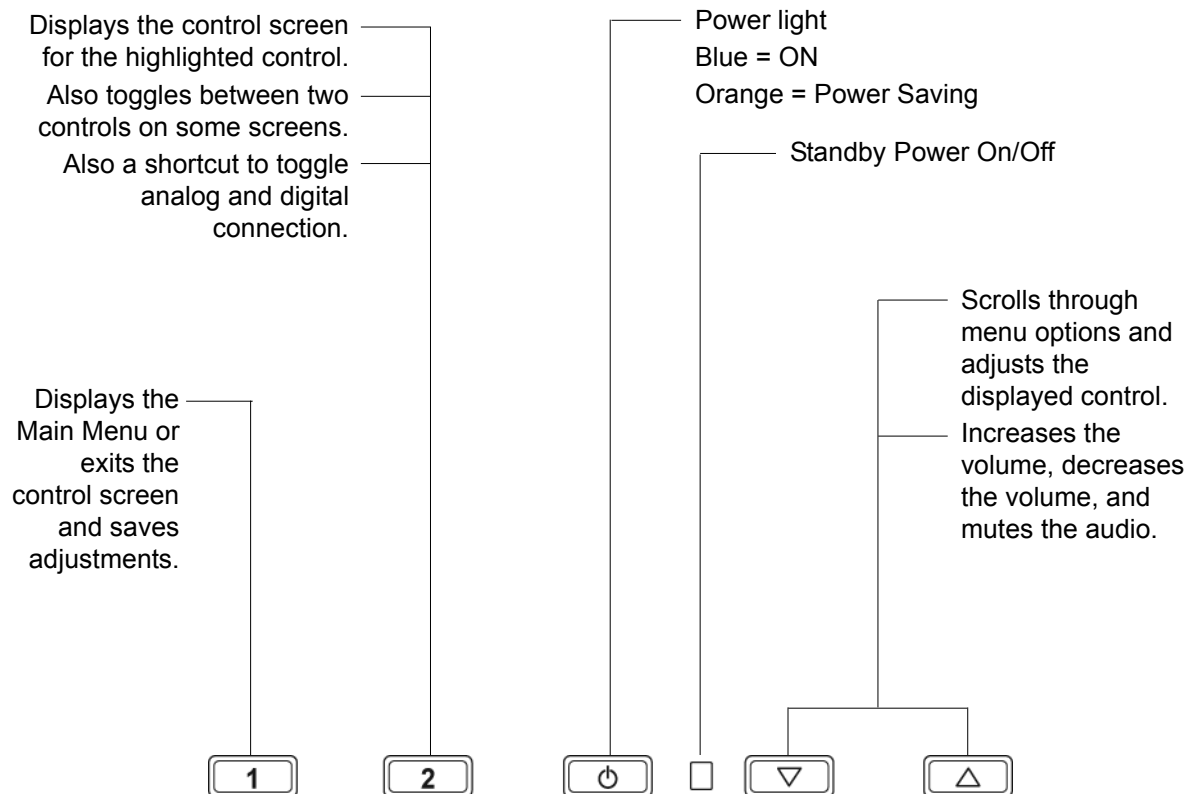 Displays the control screen
for the highlighted control.
Also toggles between two
controls on some screens.
Also a shortcut to toggle
analog and digital
connection.
Power light
Blue = ON
Orange = Power Saving
Standby Power On/Off
Scrolls through
menu options and
adjusts the
displayed control.
Increases the
volume, decreases
the volume, and
mutes the audio.
Displays the
Main Menu or
exits the
control screen
and saves
adjustments.
1
2